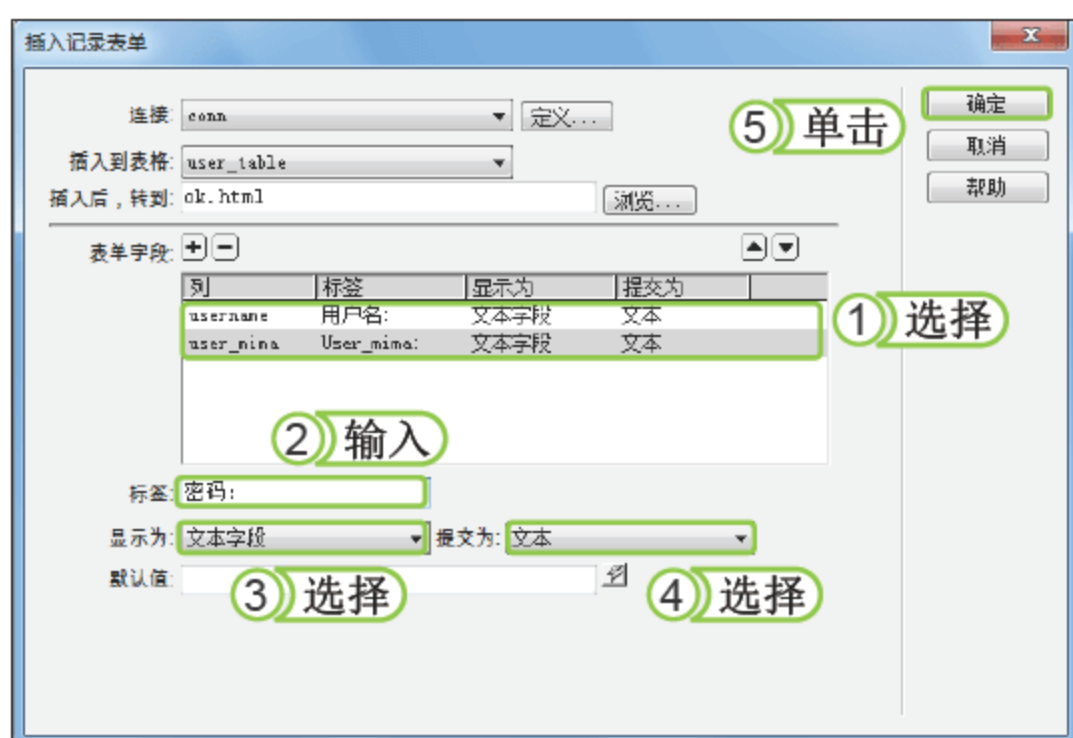 插入记录表单
连接: conn 定义...
⑤ 单击
确定
插入到表格: user_table
取消
插入后，转到: ok.html 浏览...
帮助
表单字段:
列 标签 显示为 提交为
username 用户名: 文本字段 文本
user_mima User_mima: 文本字段 文本
① 选择
② 输入
标签: 密码:
显示为: 文本字段 提交为: 文本
默认值:
③ 选择
④ 选择